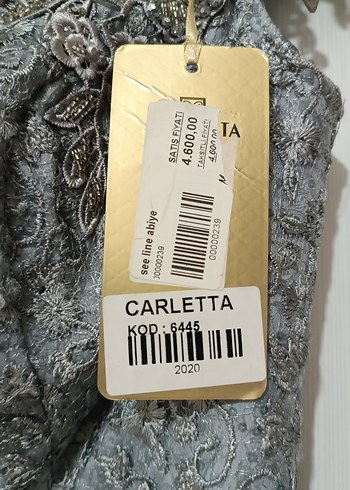 TA
SATIŞ FİYATI
4.600,00
TAKSİTLİ FİYATI
4.600,00
see line abiye
00000239
00000239
CARLETTA
KOD : 6445
2020